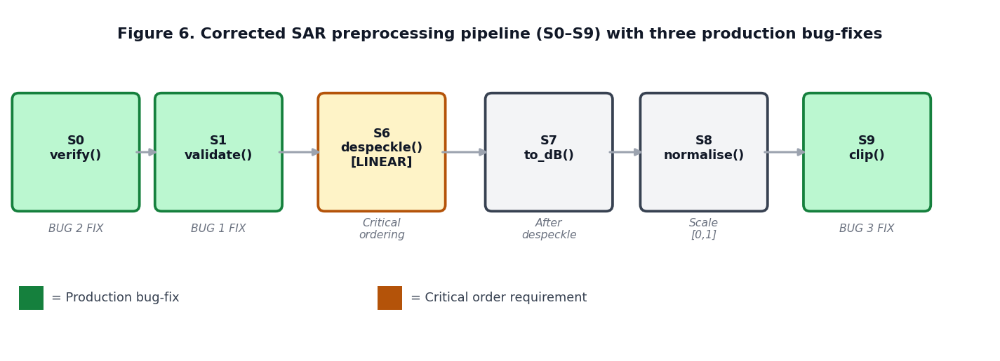 Figure 6. Corrected SAR preprocessing pipeline (S0–S9) with three production bug-fixes
S0
verify()
S1
validate()
S6
despeckle()
[LINEAR]
S7
to_dB()
S8
normalise()
S9
clip()
BUG 2 FIX
BUG 1 FIX
Critical
ordering
After
despeckle
Scale
[0,1]
BUG 3 FIX
= Production bug-fix
= Critical order requirement